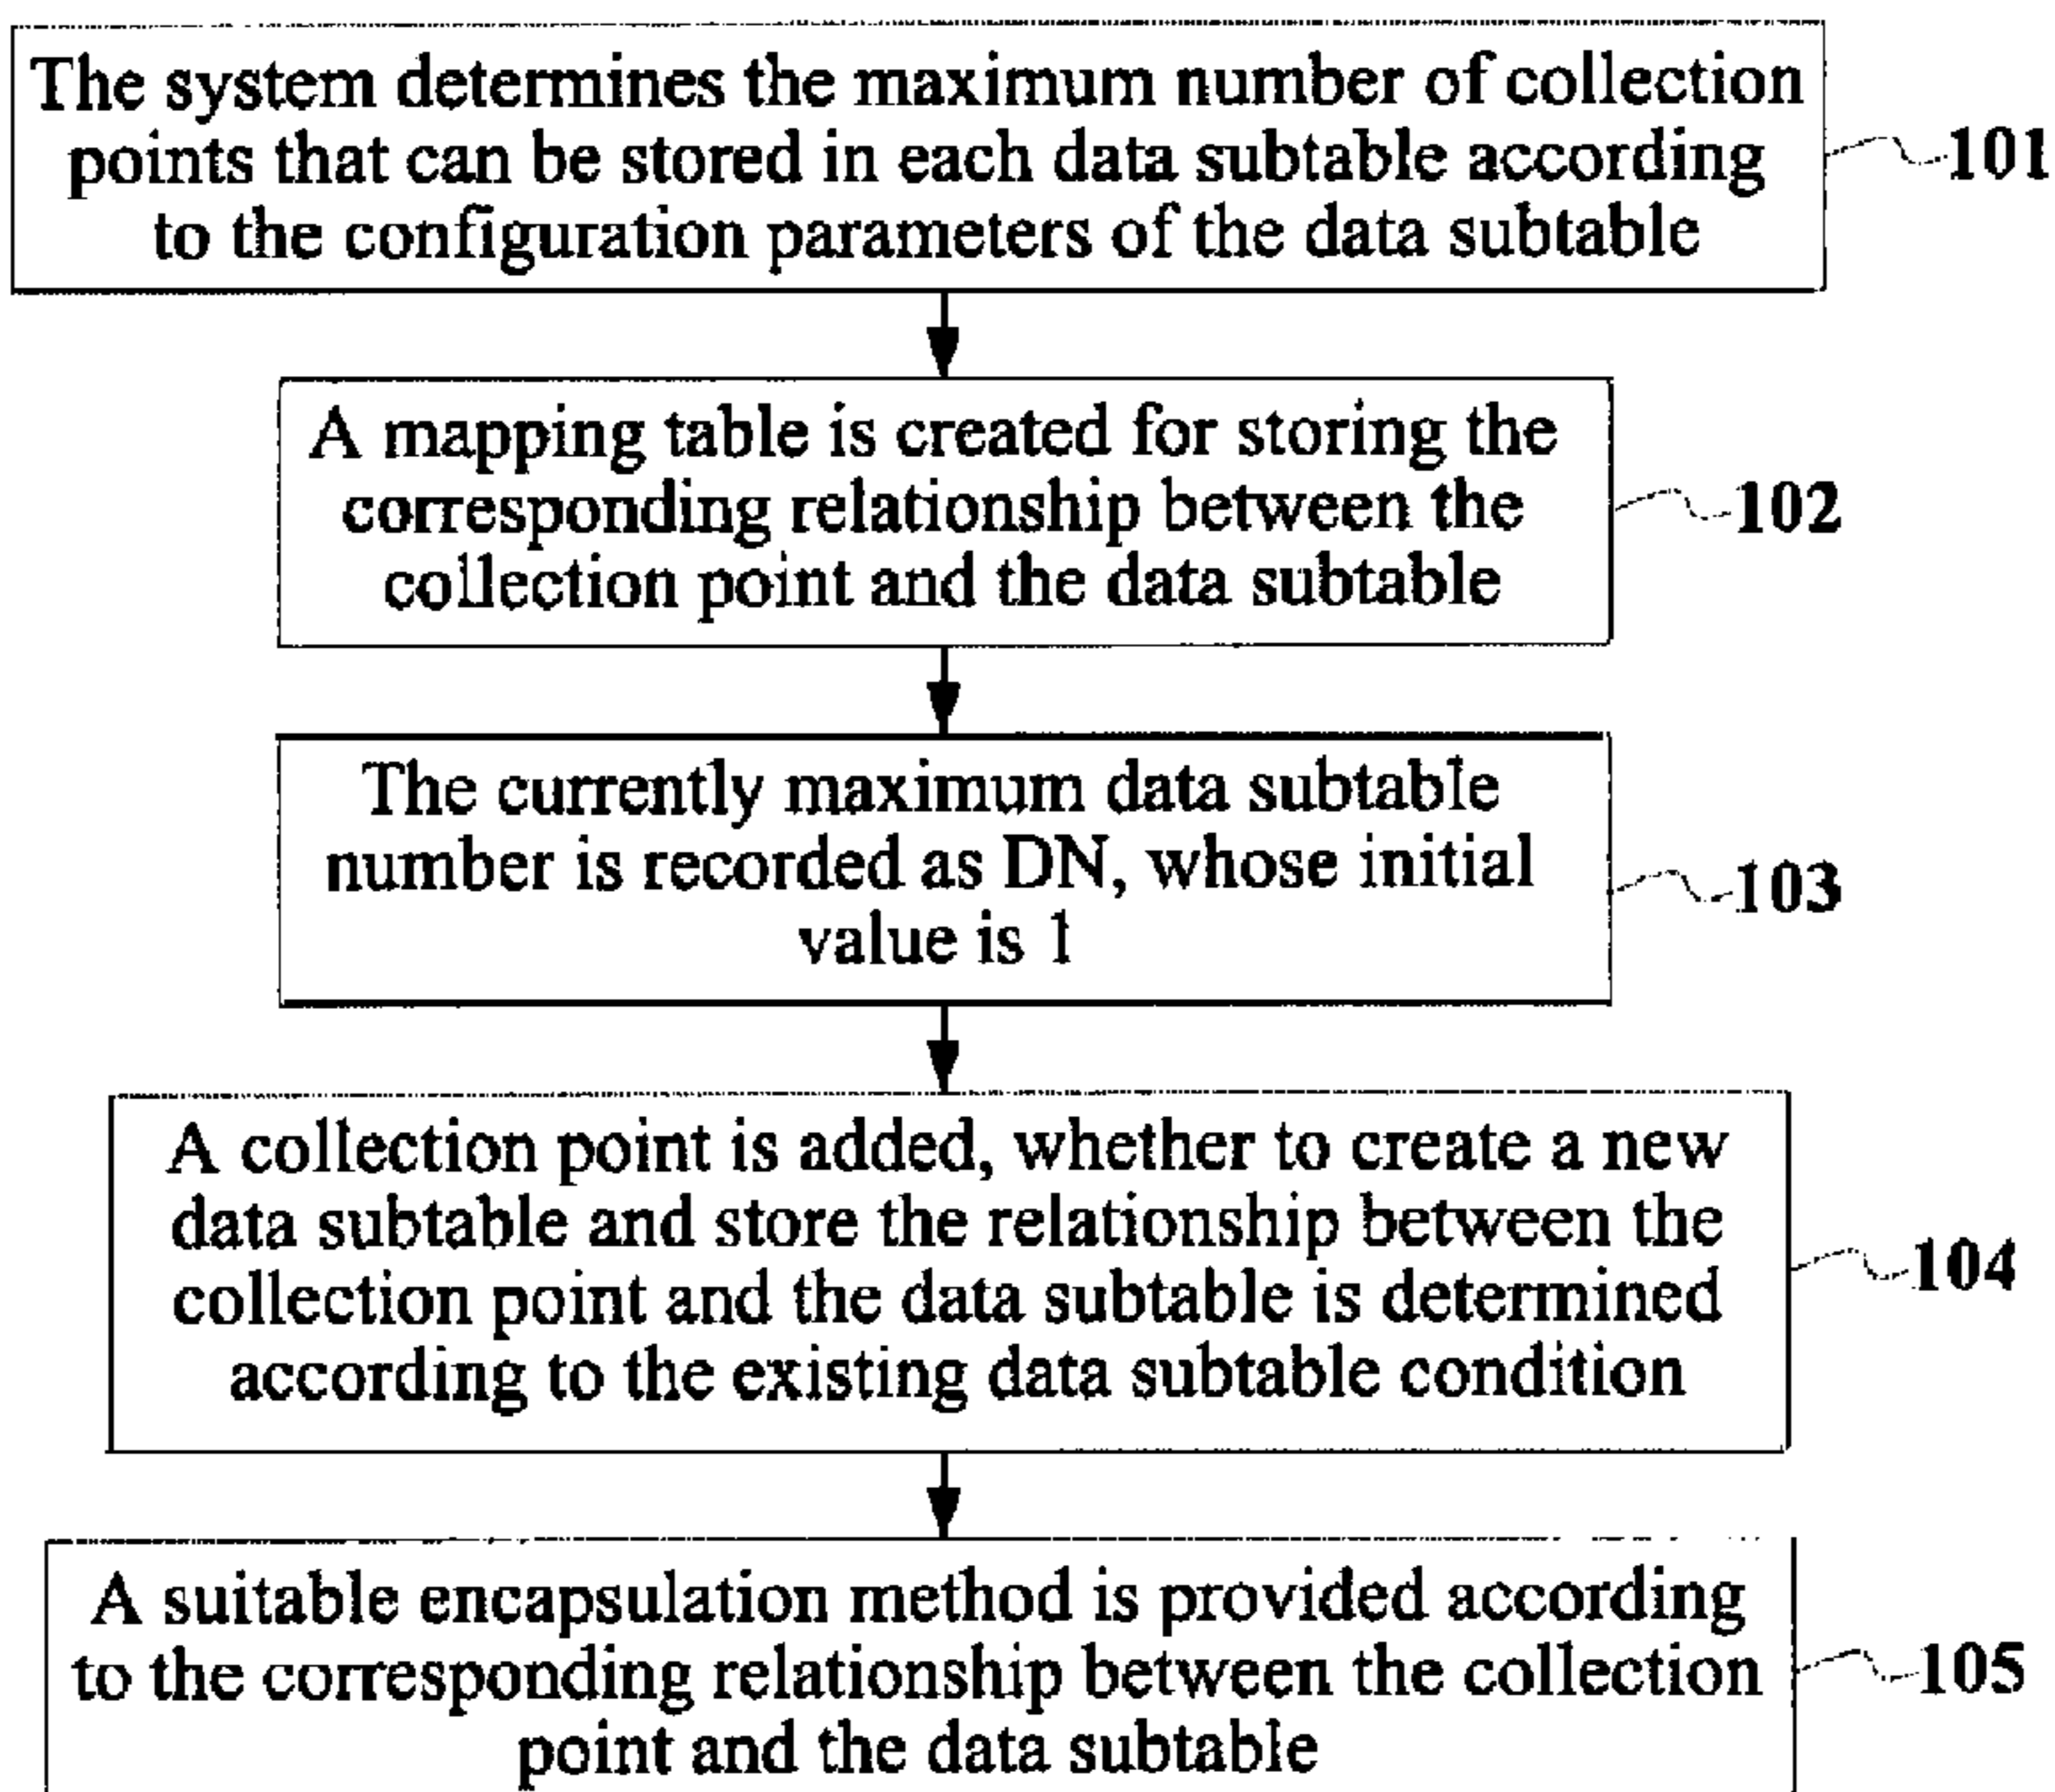 The system determines the maximum number of collection
points that can be stored in each data subtable according
to the configuration parameters of the data subtable
101
A mapping table is created for storing the
corresponding relationship between the
collection point and the data subtable
102
The currently maximum data subtable
number is recorded as DN, whose initial
value is 1
103
A collection point is added, whether to create a new
data subtable and store the relationship between the
collection point and the data subtable is determined
according to the existing data subtable condition
104
A suitable encapsulation method is provided according
to the corresponding relationship between the collection
point and the data subtable
105